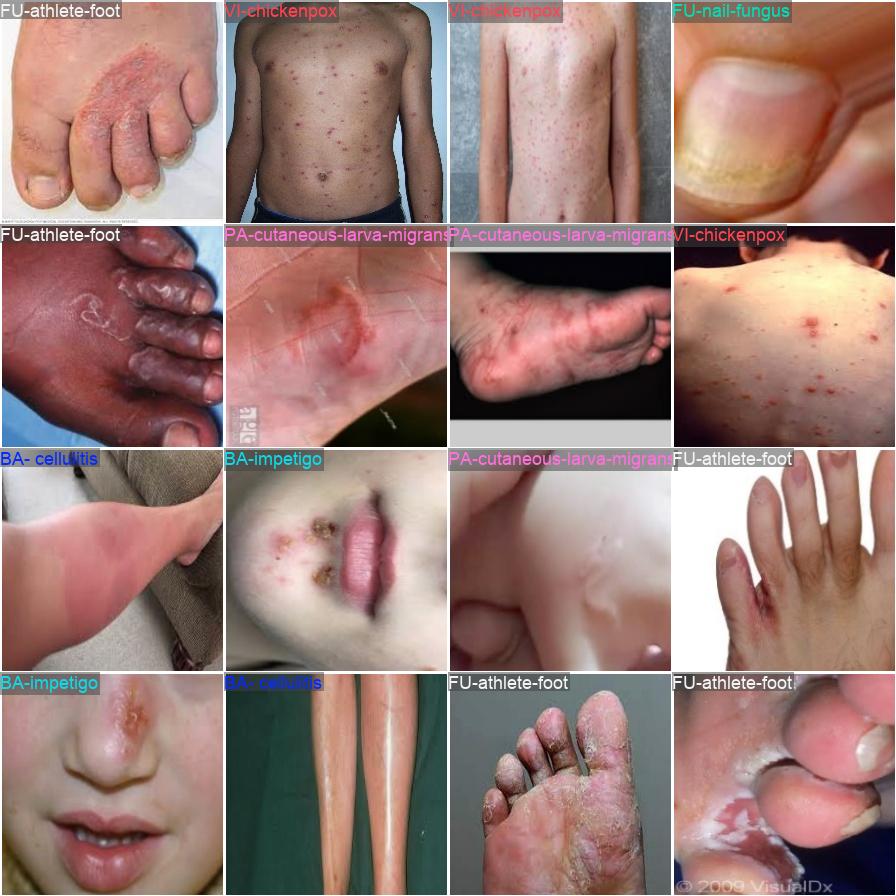 FU-athlete-foot
VI-chickenpox
VI-chickenpox
FU-nail-fungus
FU-athlete-foot
PA-cutaneous-larva-migrans
PA-cutaneous-larva-migrans
VI-chickenpox
BA- cellulitis
BA-impetigo
PA-cutaneous-larva-migrans
FU-athlete-foot
BA-impetigo
BA- cellulitis
FU-athlete-foot
FU-athlete-foot
© 2009 VisualDx